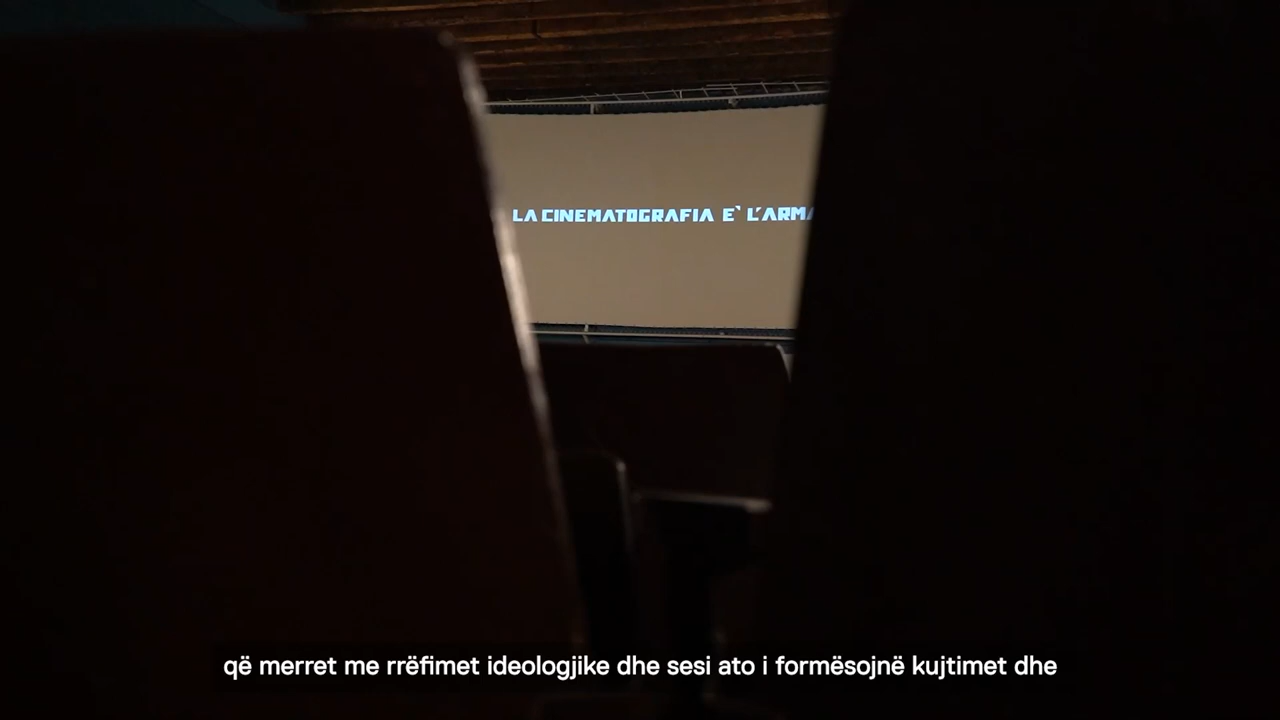 LA CINEMATOGRAFIA E` L'ARMA
që merret me rrëfimet ideologjike dhe sesi ato i formësojnë kujtimet dhe